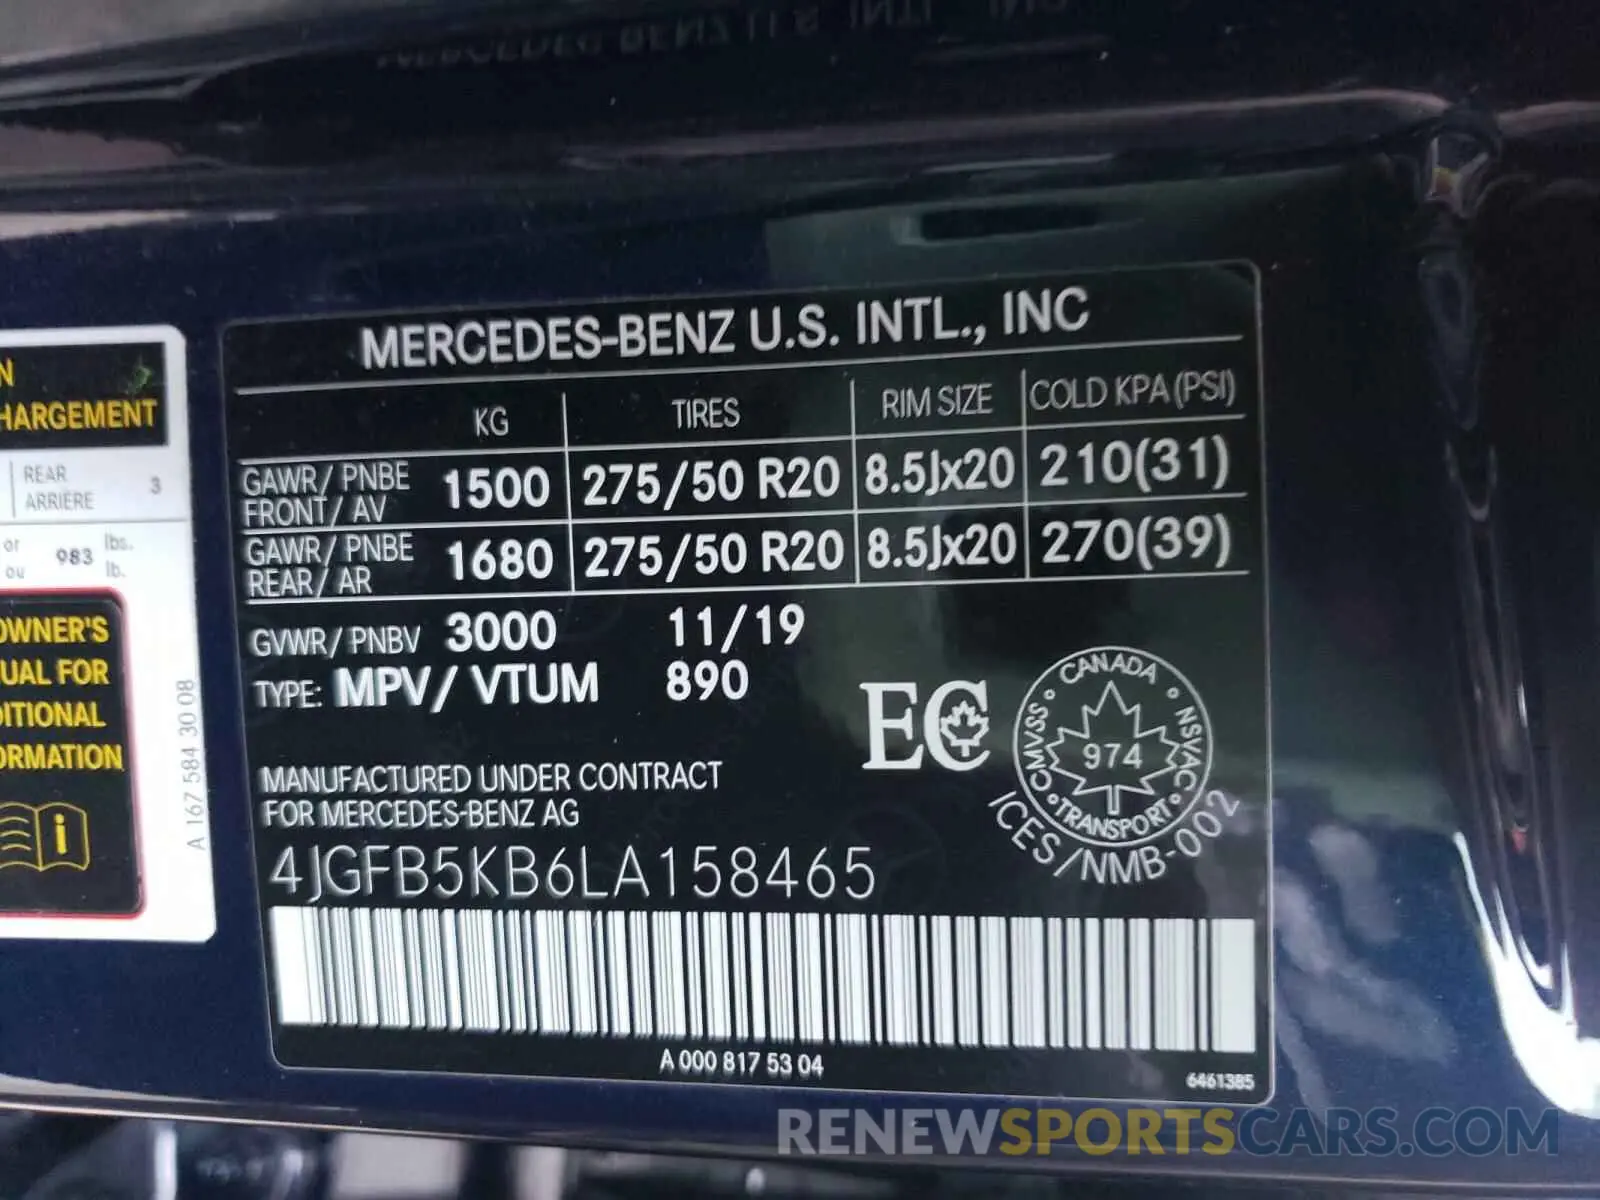 MERCEDES-BENZ U.S. INTL., INC
KG TIRES RIM SIZE COLD KPA(PSI)
GAWR/ PNBE FRONT/ AV 1500 275/50 R20 8.5Jx20 210(31)
GAWR/ PNBE REAR/ AR 1680 275/50 R20 8.5Jx20 270(39)
GVWR/ PNBV 3000 11/19
TYPE: MPV/ VTUM 890
MANUFACTURED UNDER CONTRACT
FOR MERCEDES-BENZ AG
EC
CANADA
CMVSS NSVAC
974
TRANSPORT
ICES/NMB-002
4JGFB5KB6LA158465
A 000 817 53 04
6461385
N
HARGEMENT
REAR 3
ARRIÈRE
or 983 lbs.
ou lb.
OWNER'S
UAL FOR
DITIONAL
ORMATION
i
A 167 584 30 08
RENEWSPORTSCARS.COM